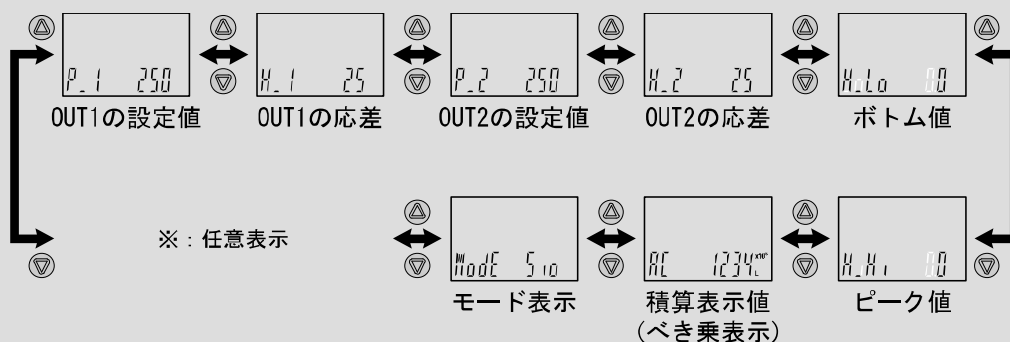 P_1 250
H_1 25
P_2 250
H_2 25
H_Lo 0
OUT1の設定値
OUT1の応差
OUT2の設定値
OUT2の応差
ボトム値
※：任意表示
ModE Sio
AC 1234
L
H_Hi 0
モード表示
積算表示値
(べき乗表示)
ピーク値